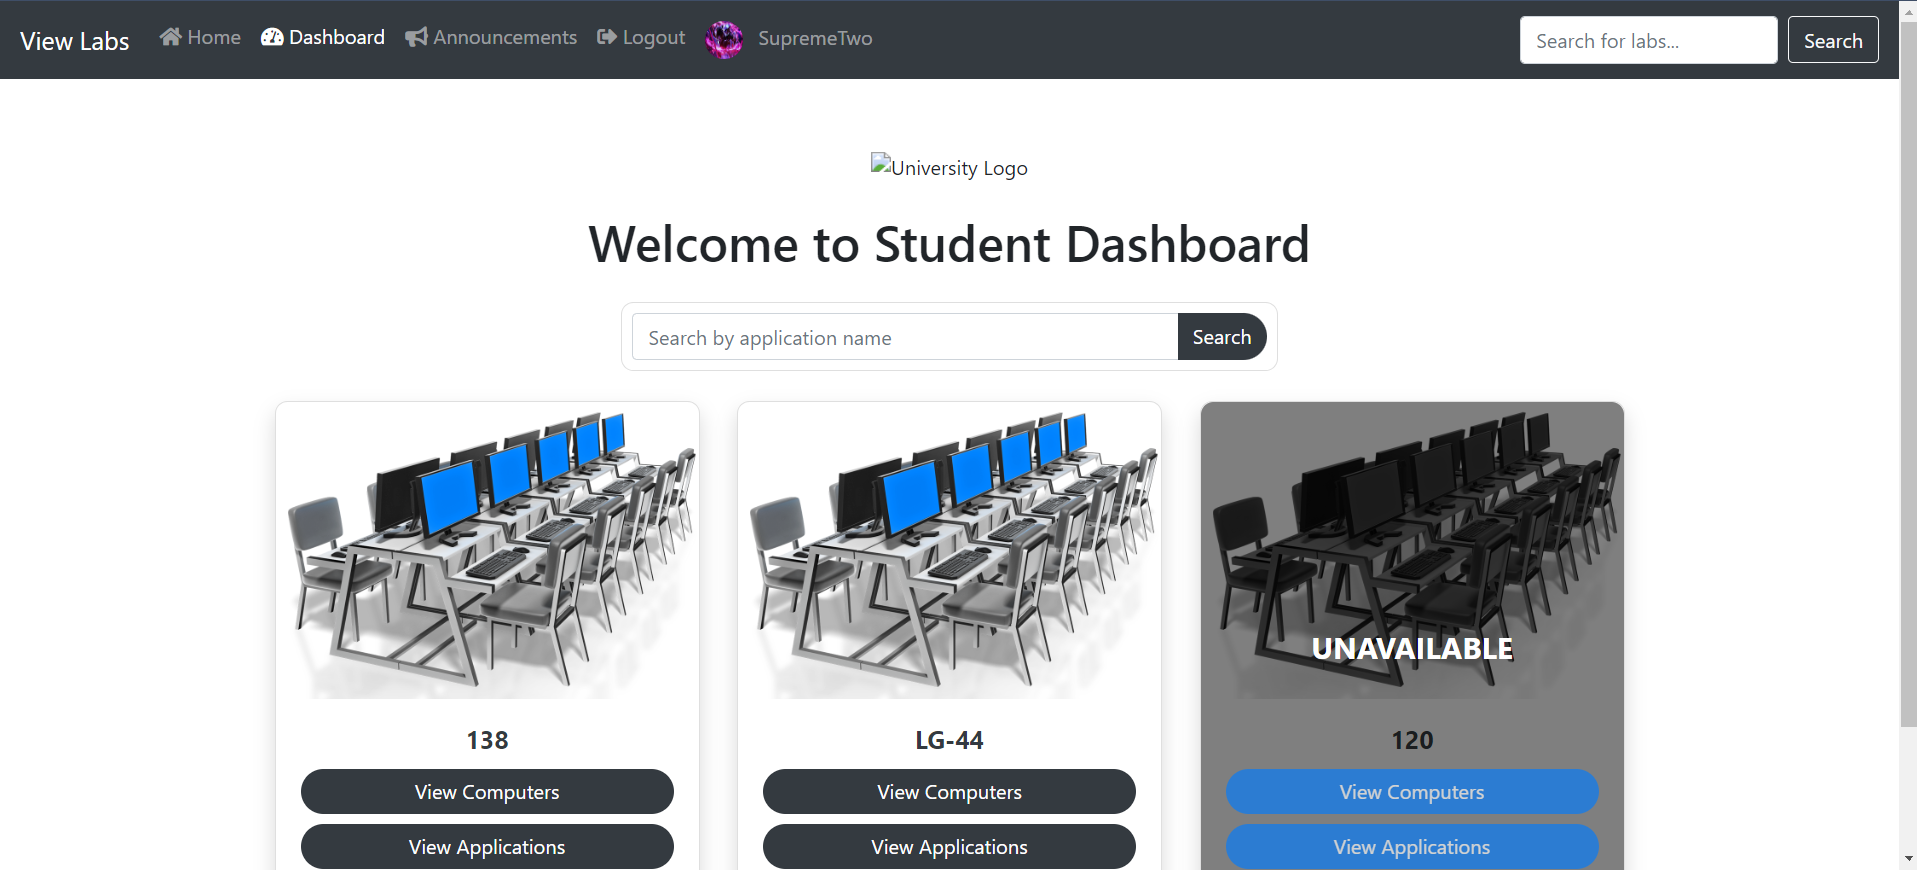 View Labs Home Dashboard Announcements Logout SupremeTwo Search for labs... Search
University Logo
Welcome to Student Dashboard
Search by application name Search
UNAVAILABLE
138 LG-44 120
View Computers View Computers View Computers
View Applications View Applications View Applications